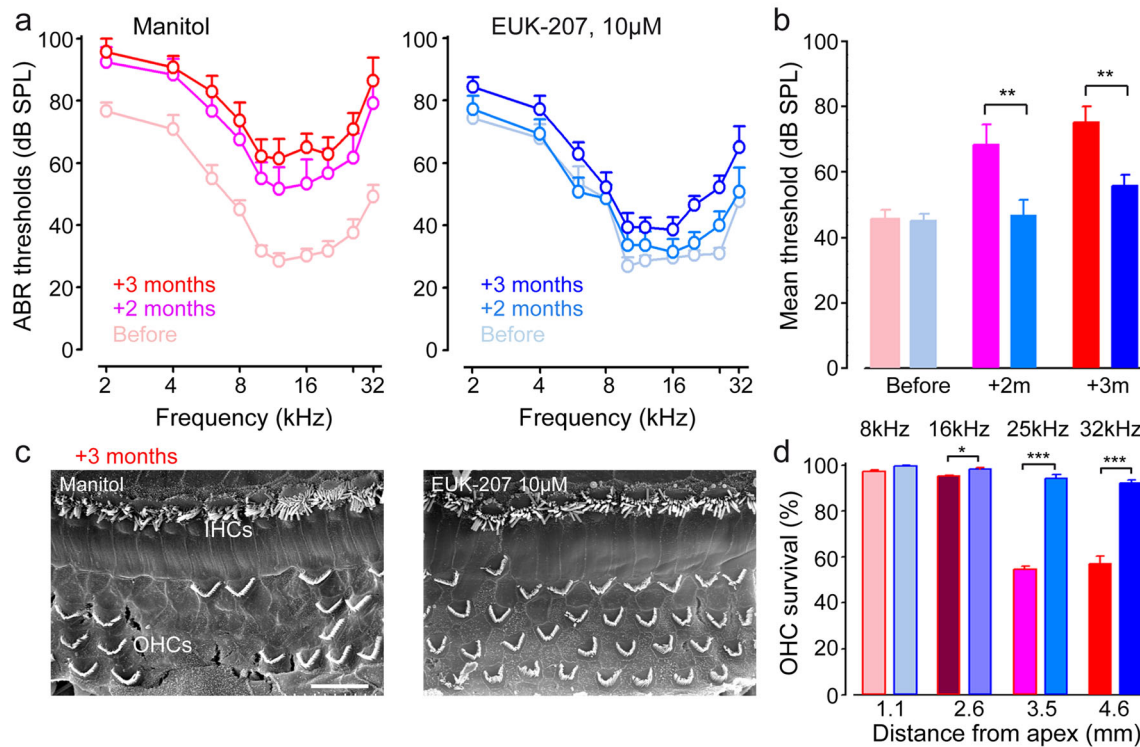 a
Manitol
EUK-207, 10µM
ABR thresholds (dB SPL)
100
80
60
40
20
0
+3 months
+2 months
Before
2
4
8
16
32
Frequency (kHz)
100
80
60
40
20
0
+3 months
+2 months
Before
2
4
8
16
32
Frequency (kHz)
b
Mean threshold (dB SPL)
100
80
60
40
20
0
**
**
Before
+2m
+3m
c
+3 months
Manitol
IHCs
OHCs
EUK-207 10µM
d
8kHz
16kHz
25kHz
32kHz
OHC survival (%)
100
80
60
40
20
0
*
***
***
1.1
2.6
3.5
4.6
Distance from apex (mm)